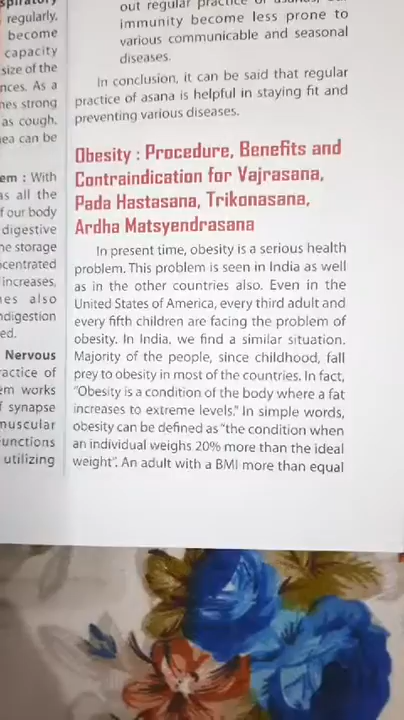 spiratory
regularly,
become
capacity
size of the
nces. As a
nes strong
as cough,
ea can be
em : With
as all the
f our body
digestive
he storage
ncentrated
increases,
nes also
ndigestion
ed.
Nervous
ractice of
em works
f synapse
muscular
unctions
utilizing
out regular practice of asanas, our
immunity become less prone to
various communicable and seasonal
diseases.
In conclusion, it can be said that regular
practice of asana is helpful in staying fit and
preventing various diseases.
Obesity : Procedure, Benefits and
Contraindication for Vajrasana,
Pada Hastasana, Trikonasana,
Ardha Matsyendrasana
In present time, obesity is a serious health
problem. This problem is seen in India as well
as in the other countries also. Even in the
United States of America, every third adult and
every fifth children are facing the problem of
obesity. In India, we find a similar situation.
Majority of the people, since childhood, fall
prey to obesity in most of the countries. In fact,
"Obesity is a condition of the body where a fat
increases to extreme levels." In simple words,
obesity can be defined as "the condition when
an individual weighs 20% more than the ideal
weight". An adult with a BMI more than equal